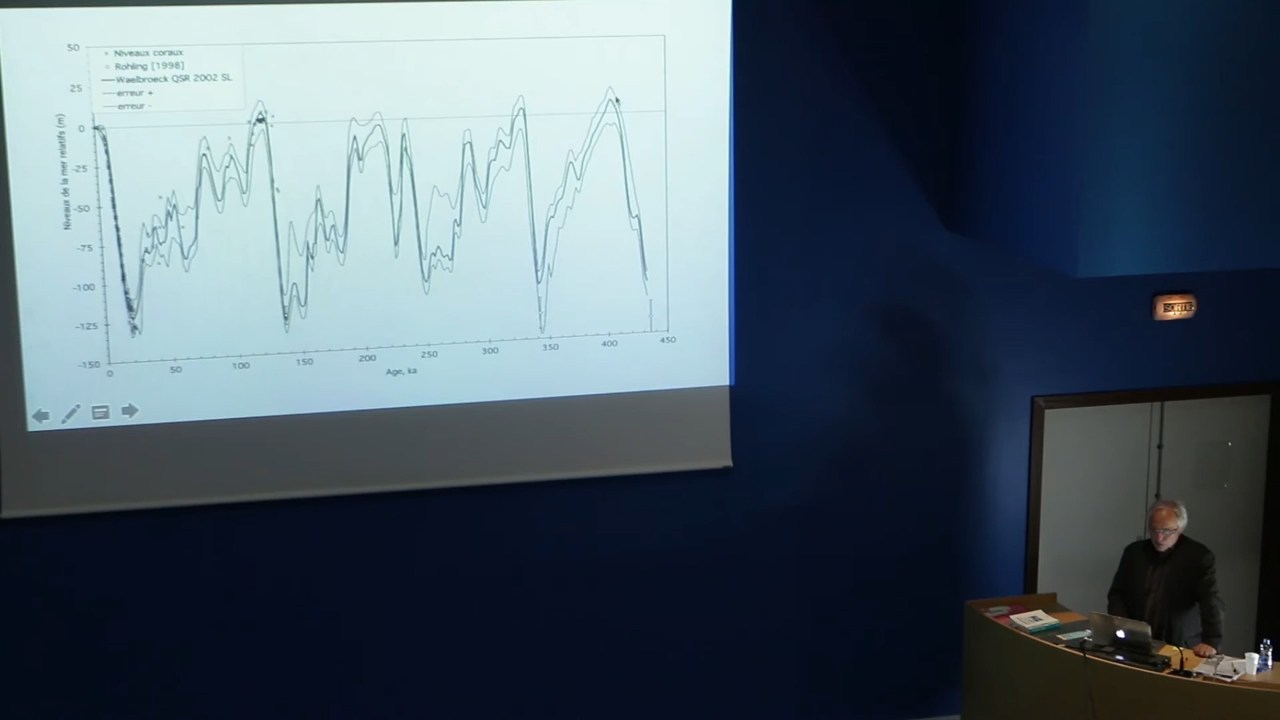 50
Niveaux coraux
Rohling [1998]
Waelbroeck QSR 2002 SL
erreur +
erreur -
25
0
-25
-50
-75
-100
-125
-150
Niveaux de la mer relatifs (m)
0
50
100
150
200
250
300
350
400
450
Age, ka
SORTIE